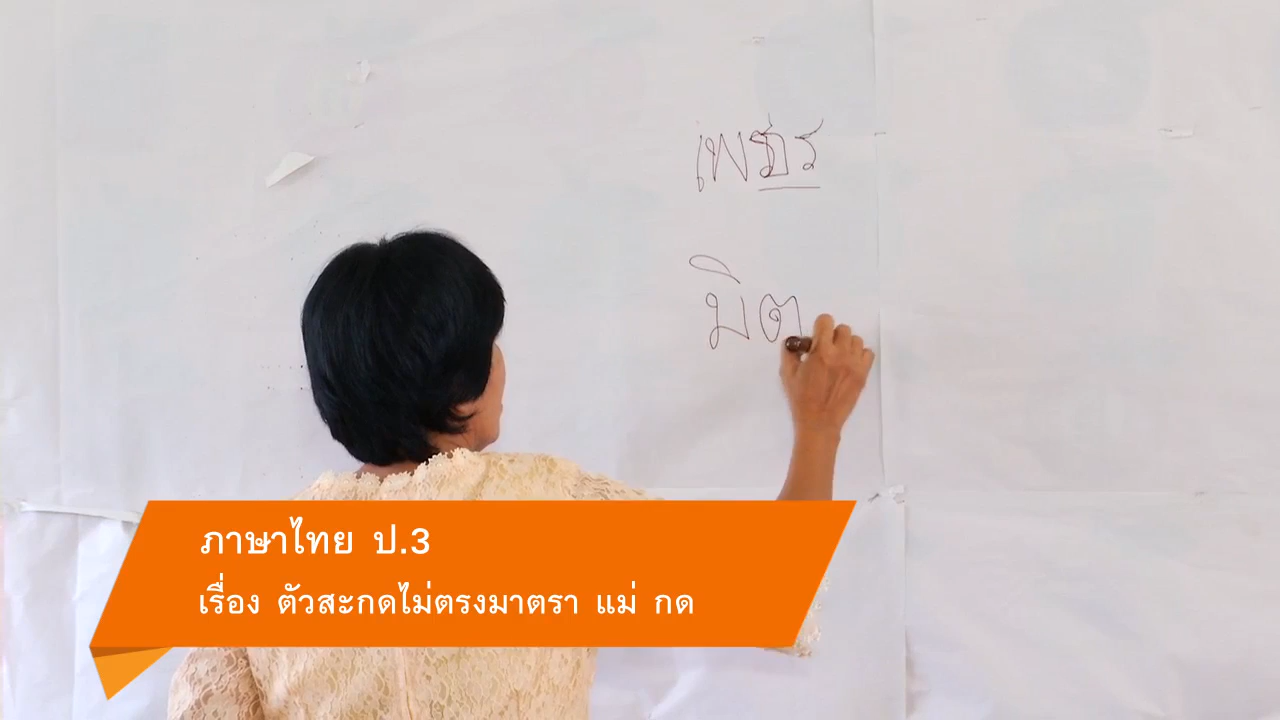 เพชร
มิต
ภาษาไทย ป.3
เรื่อง ตัวสะกดไม่ตรงมาตรา แม่ กด